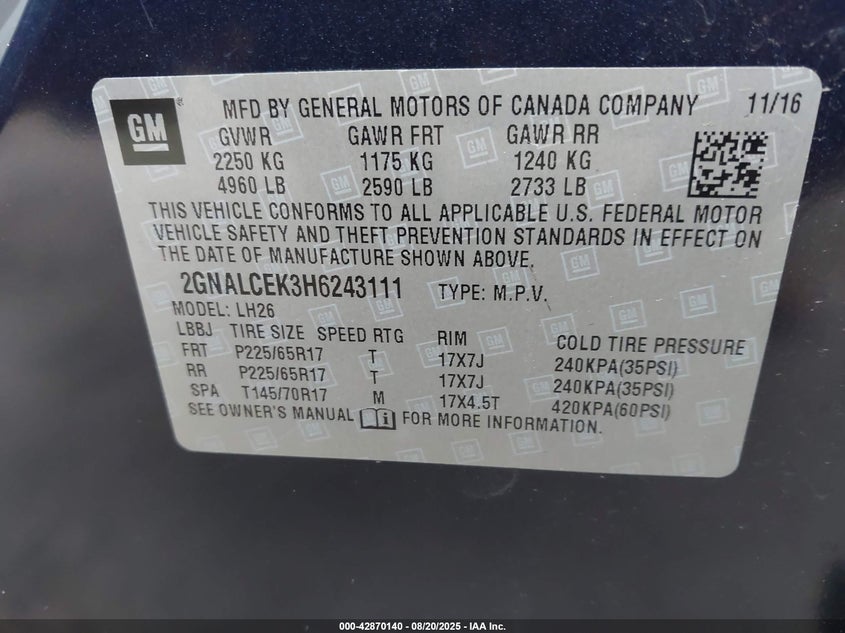 GM
®
MFD BY GENERAL MOTORS OF CANADA COMPANY 11/16
GVWR GAWR FRT GAWR RR
2250 KG 1175 KG 1240 KG
4960 LB 2590 LB 2733 LB
THIS VEHICLE CONFORMS TO ALL APPLICABLE U.S. FEDERAL MOTOR
VEHICLE SAFETY AND THEFT PREVENTION STANDARDS IN EFFECT ON
THE DATE OF MANUFACTURE SHOWN ABOVE.
2GNALCEK3H6243111 TYPE: M.P.V.
MODEL: LH26
LBBJ TIRE SIZE SPEED RTG RIM COLD TIRE PRESSURE
FRT P225/65R17 T 17X7J 240KPA(35PSI)
RR P225/65R17 T 17X7J 240KPA(35PSI)
SPA T145/70R17 M 17X4.5T 420KPA(60PSI)
SEE OWNER'S MANUAL FOR MORE INFORMATION.
000-42870140 - 08/20/2025 - IAA Inc.